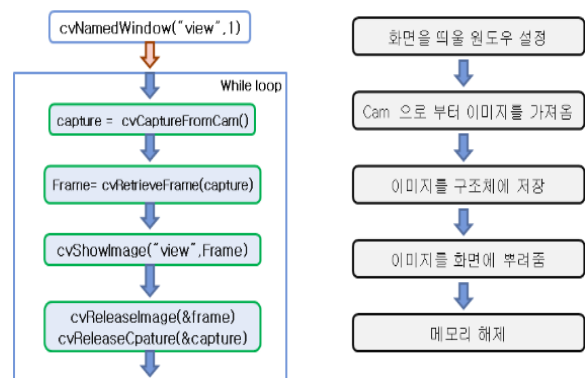 cvNamedWindow("view",1)
While loop
capture = cvCaptureFromCam()
Frame= cvRetrieveFrame(capture)
cvShowImage("view",Frame)
cvReleaseImage(&frame)
cvReleaseCpature(&capture)
화면을 띄울 윈도우 설정
Cam 으로 부터 이미지를 가져옴
이미지를 구조체에 저장
이미지를 화면에 뿌려줌
메모리 해제